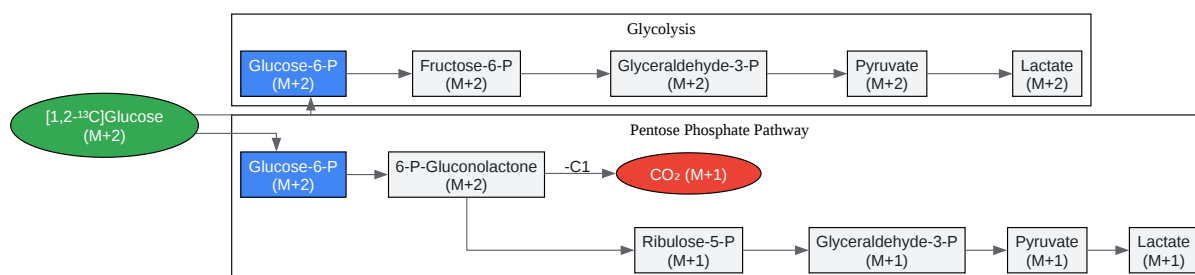 Glycolysis
Glucose-6-P
(M+2)
Fructose-6-P
(M+2)
Glyceraldehyde-3-P
(M+2)
Pyruvate
(M+2)
Lactate
(M+2)
[1,2-¹³C]Glucose
(M+2)
Pentose Phosphate Pathway
Glucose-6-P
(M+2)
6-P-Gluconolactone
(M+2)
-C1
CO₂ (M+1)
Ribulose-5-P
(M+1)
Glyceraldehyde-3-P
(M+1)
Pyruvate
(M+1)
Lactate
(M+1)